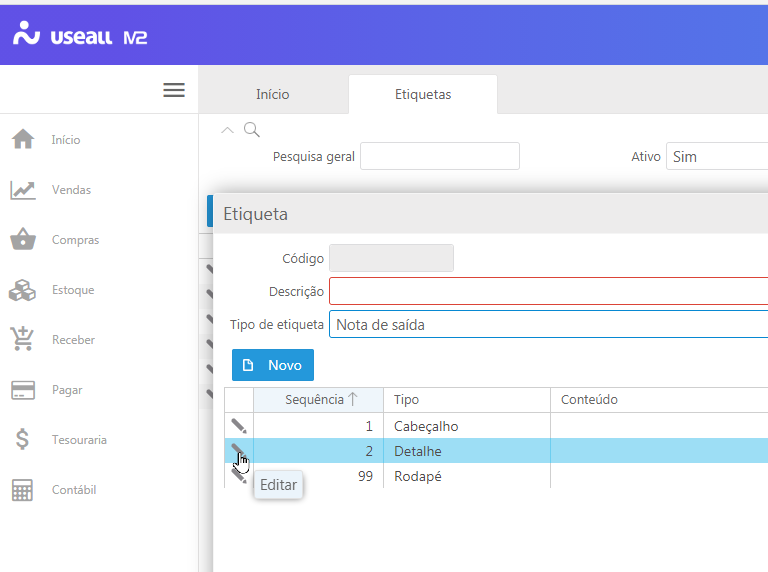 useall M2
Início Etiquetas
Início
Vendas
Compras
Estoque
Receber
Pagar
Tesouraria
Contábil
Pesquisa geral Ativo Sim
Etiqueta
Código
Descrição
Tipo de etiqueta Nota de saída
Novo
Sequência Tipo Conteúdo
1 Cabeçalho
2 Detalhe
99 Rodapé
Editar